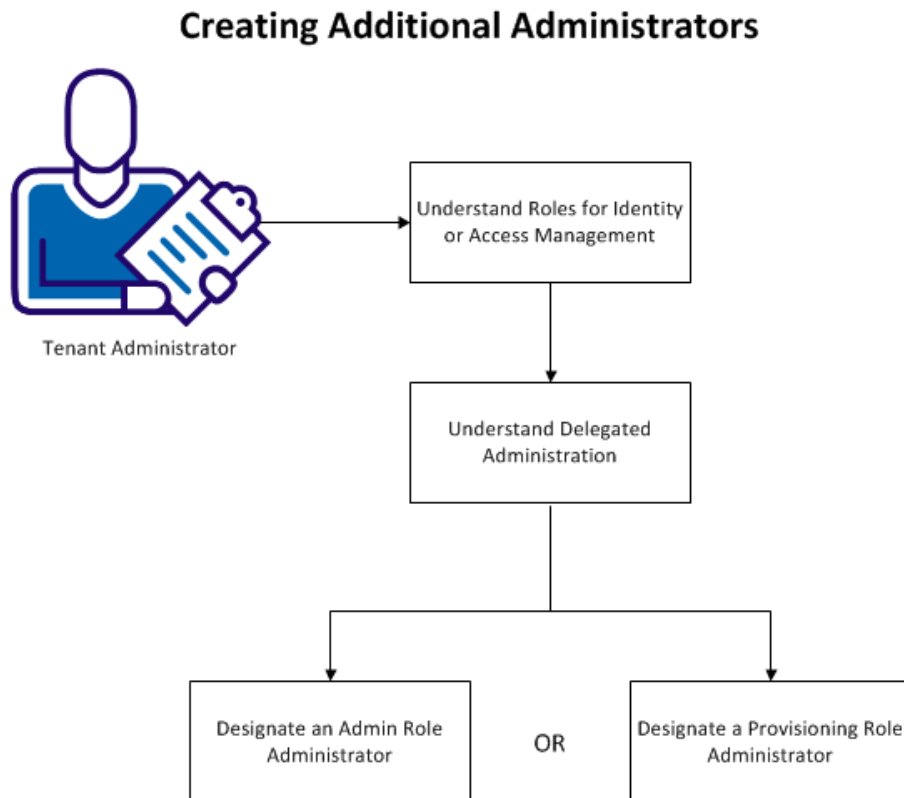 Creating Additional Administrators
Understand Roles for Identity
or Access Management
Tenant Administrator
Understand Delegated
Administration
Designate an Admin Role
Administrator
OR
Designate a Provisioning Role
Administrator